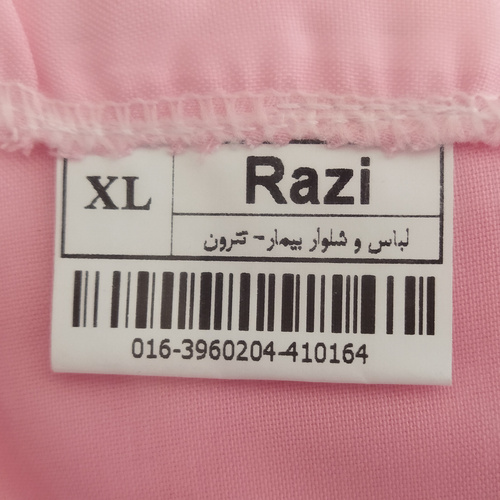 XL
Razi
لباس و شلوار بیمار- تترون
016-3960204-410164